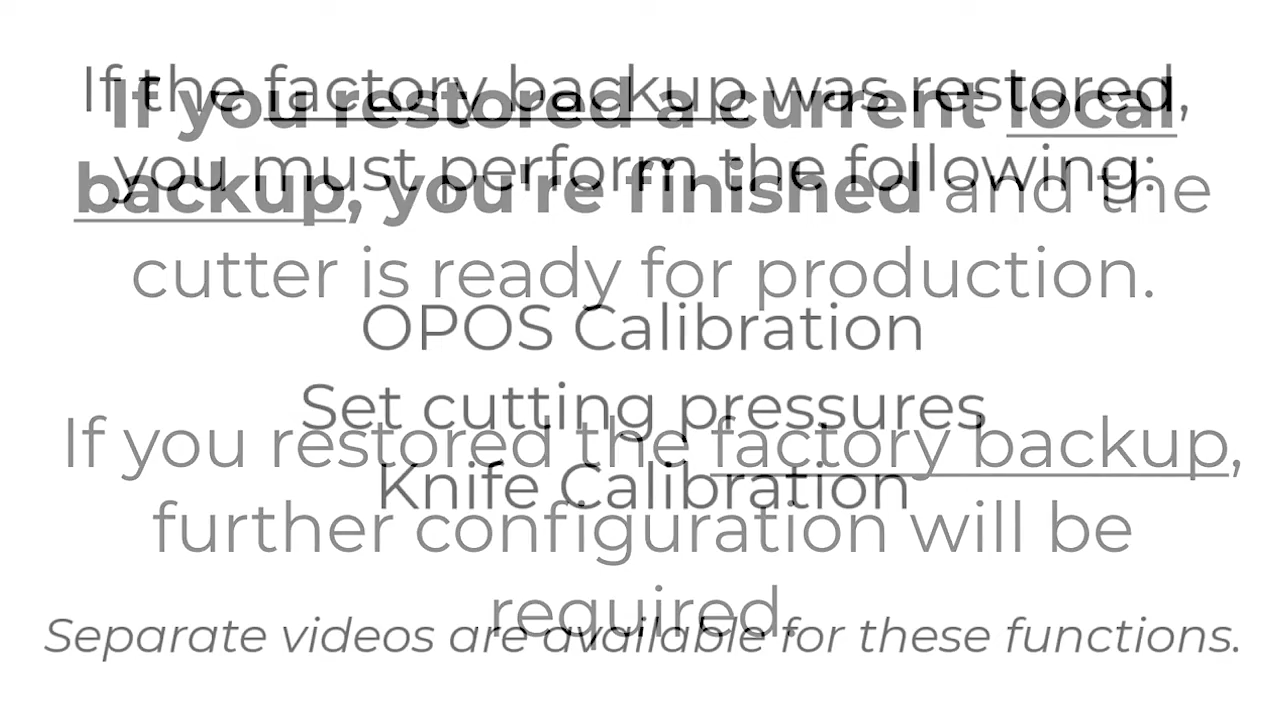 If you restored a current local
backup, you're finished and the
cutter is ready for production.
If you restored the factory backup,
further configuration will be
required.
If the factory backup was restored,
you must perform the following:
OPOS Calibration
Set cutting pressures
Knife Calibration
Separate videos are available for these functions.